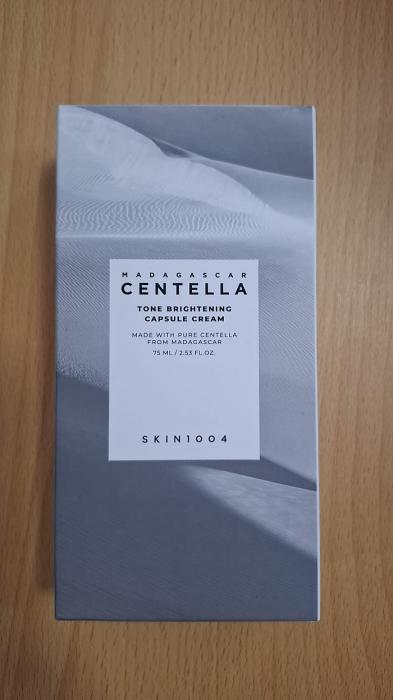 MADAGASCAR
CENTELLA
TONE BRIGHTENING
CAPSULE CREAM
MADE WITH PURE CENTELLA
FROM MADAGASCAR
75 ML / 2.53 FL.OZ.
SKIN1004